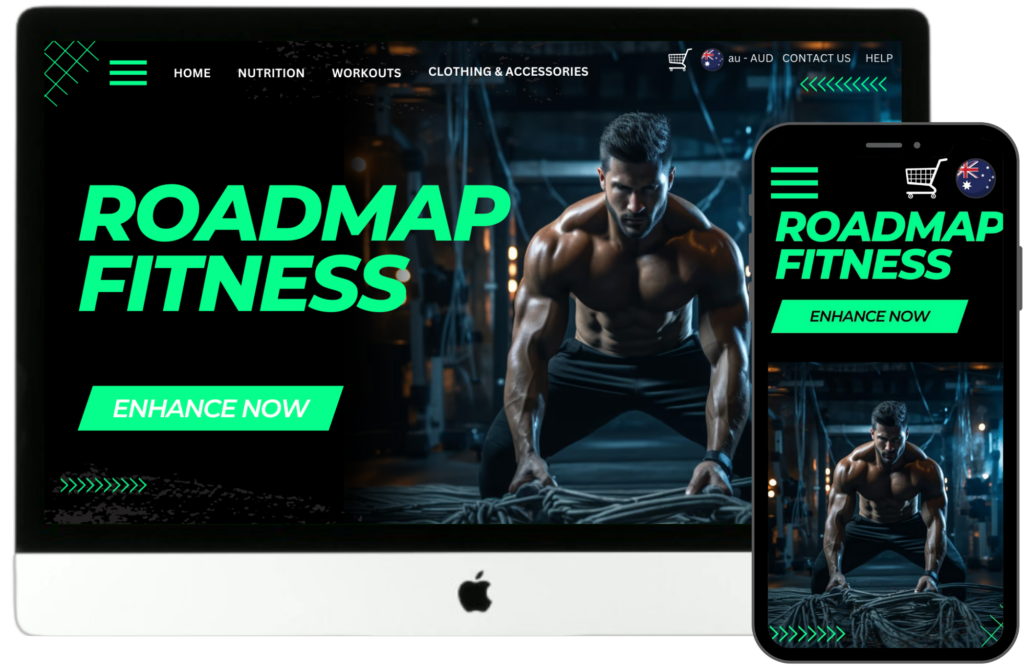 HOME NUTRITION WORKOUTS CLOTHING & ACCESSORIES au - AUD CONTACT US HELP
ROADMAP
FITNESS
ENHANCE NOW
ROADMAP
FITNESS
ENHANCE NOW